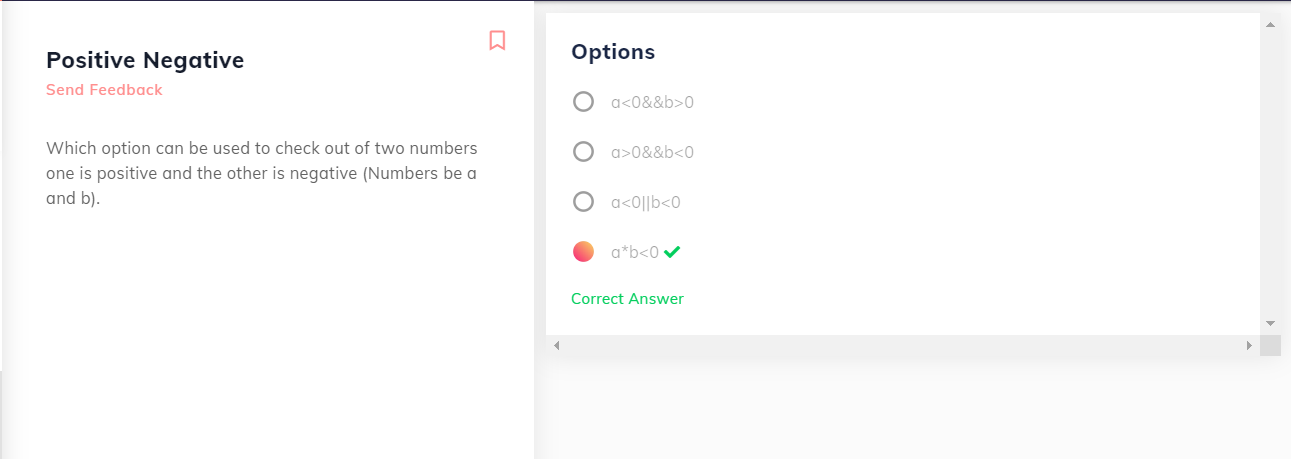 Positive Negative
Send Feedback
Which option can be used to check out of two numbers
one is positive and the other is negative (Numbers be a
and b).
Options
a<0&&b>0
a>0&&b<0
a<0||b<0
a*b<0
Correct Answer